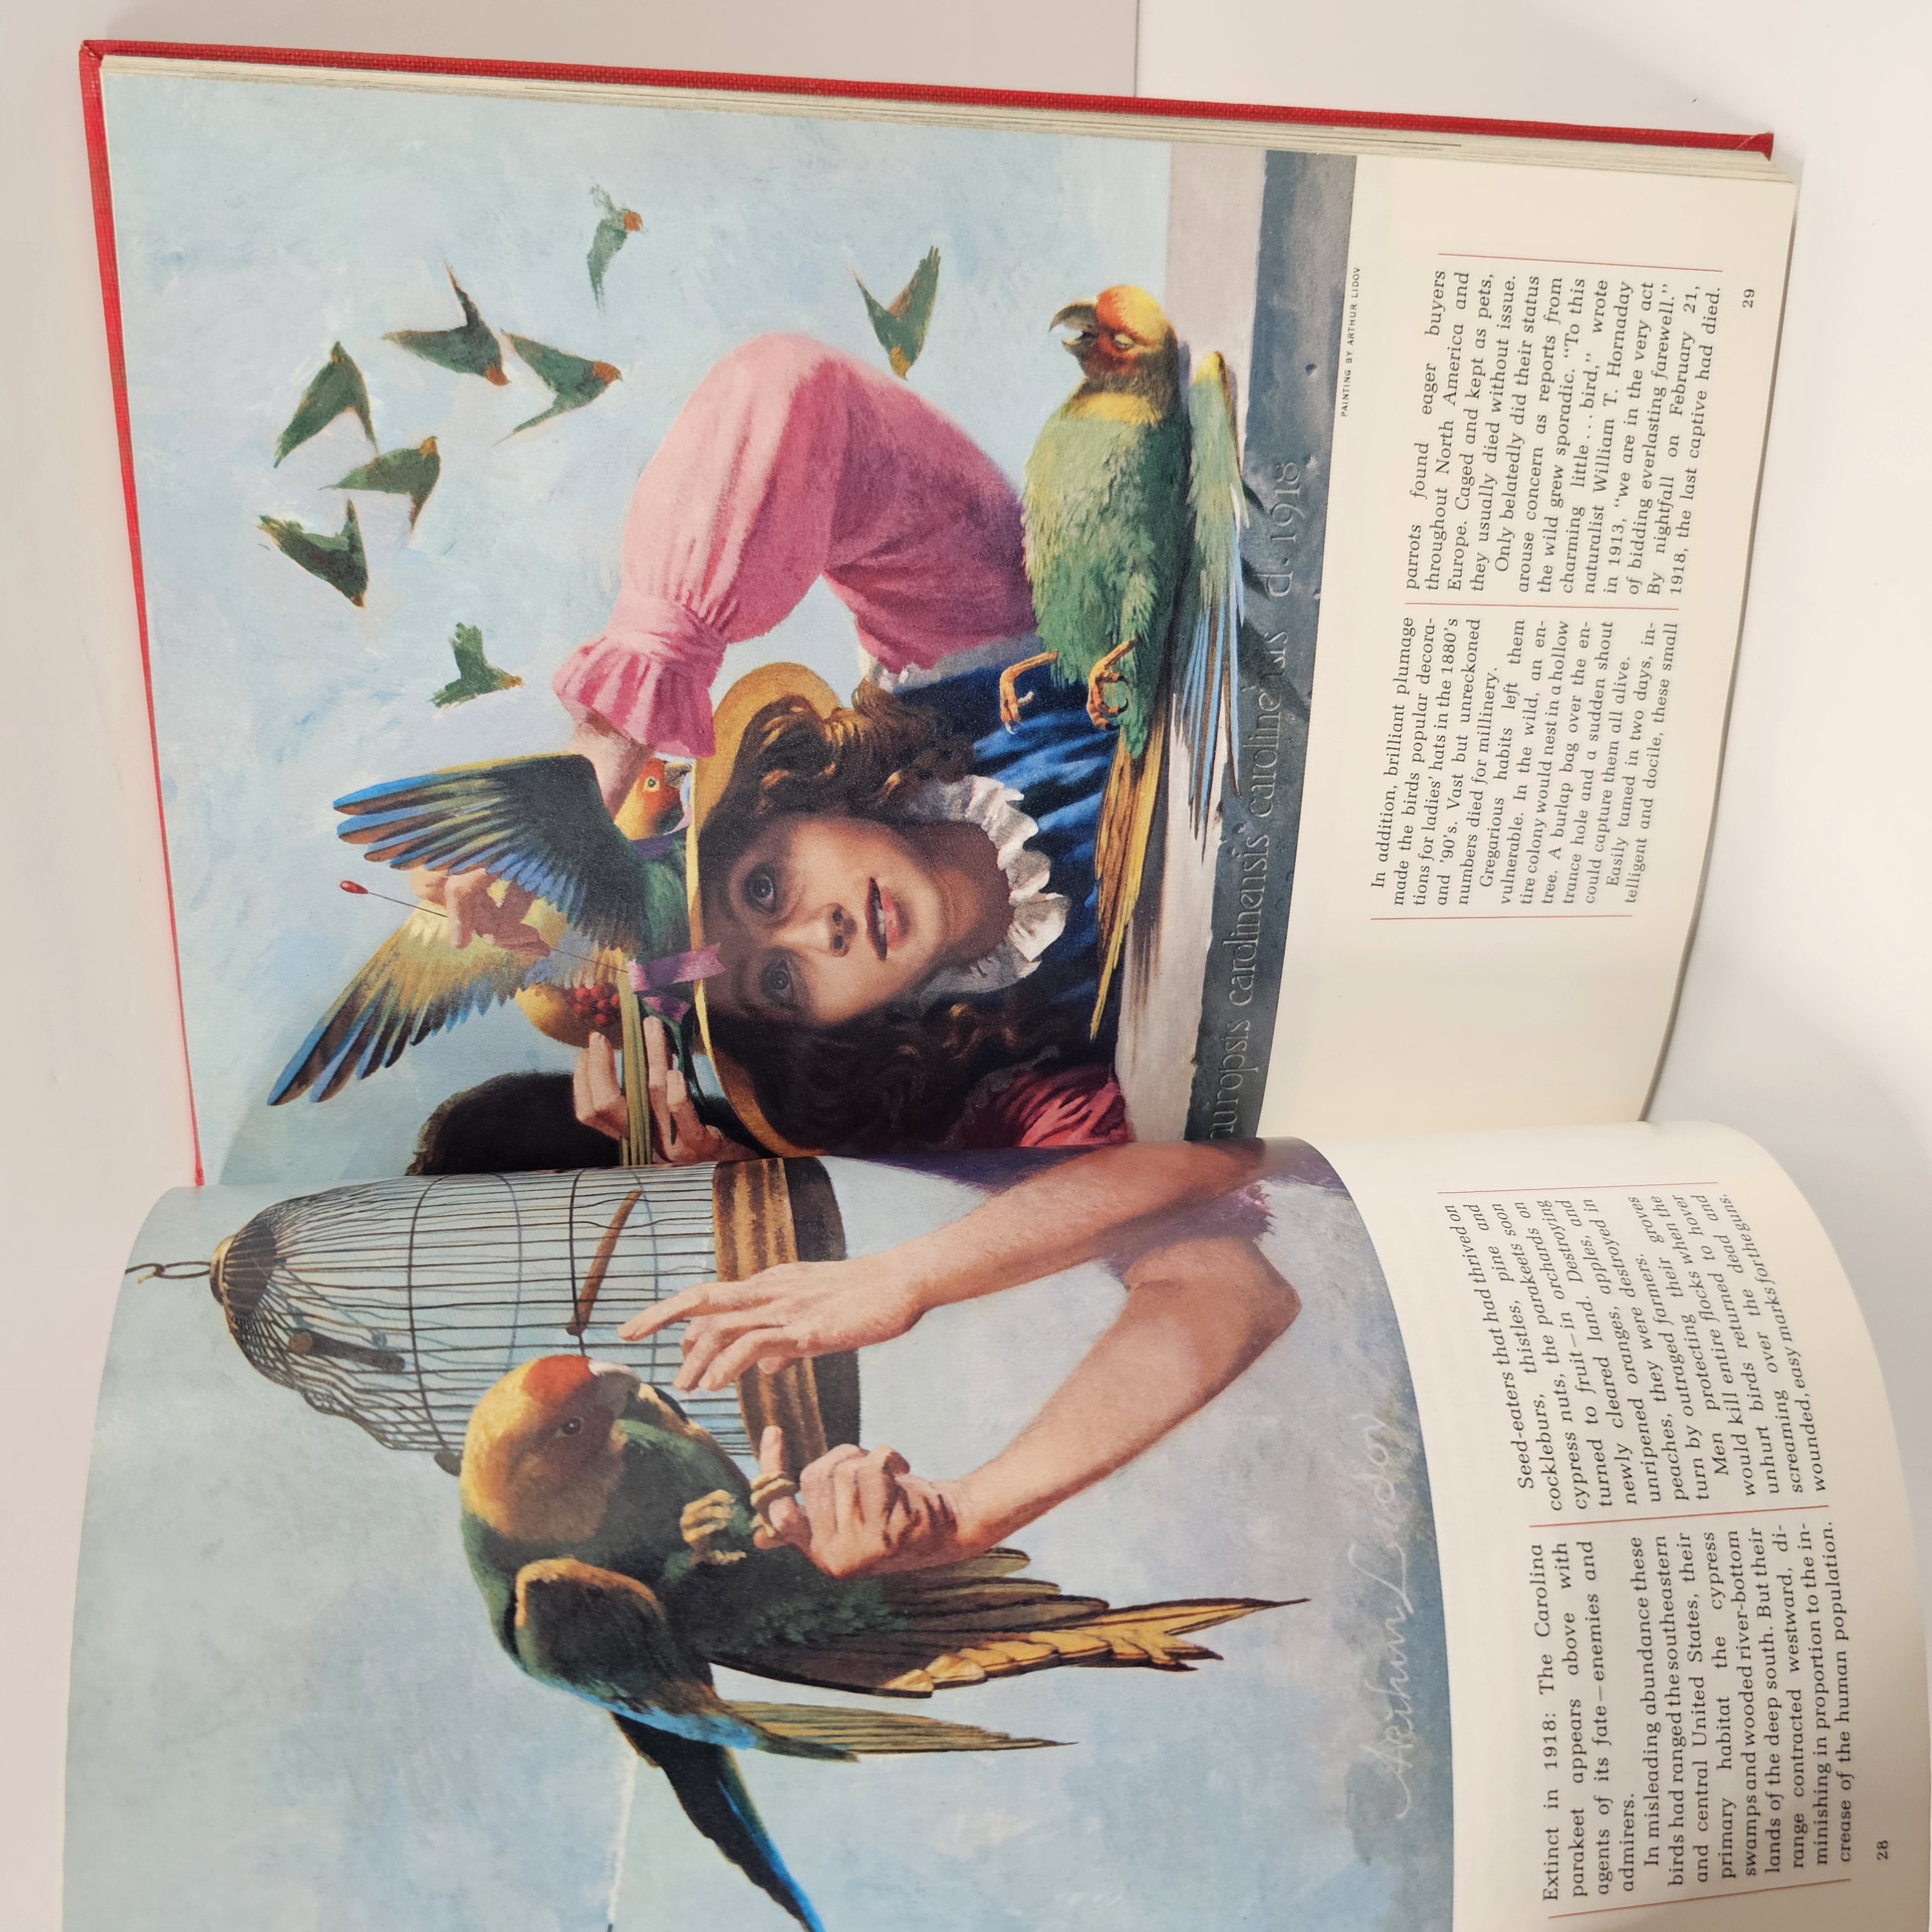 Arthur Lidov
Extinct in 1918: The Carolina
parakeet appears above with
agents of its fate—enemies and
admirers.
In misleading abundance these
birds had ranged the southeastern
and central United States, their
primary habitat the cypress
swamps and wooded river-bottom
lands of the deep south. But their
range contracted westward, di-
minishing in proportion to the in-
crease of the human population.
Seed-eaters that had thrived on
cockleburs, thistles, pine and
cypress nuts, the parakeets soon
turned to fruit—in orchards on
newly cleared land. Destroying
unripened oranges, apples, and
peaches, they were destroyed in
turn by outraged farmers.
Men protecting their groves
would kill entire flocks when the
unhurt birds returned to hover
screaming over the dead and
wounded, easy marks for the guns.
28
uropsis carolinensis carolinensis d. 1918
PAINTING BY ARTHUR LIDOV
In addition, brilliant plumage
made the birds popular decora-
tions for ladies' hats in the 1880's
and '90's. Vast but unreckoned
numbers died for millinery.
Gregarious habits left them
vulnerable. In the wild, an en-
tire colony would nest in a hollow
tree. A burlap bag over the en-
trance hole and a sudden shout
could capture them all alive.
Easily tamed in two days, in-
telligent and docile, these small
parrots found eager buyers
throughout North America and
Europe. Caged and kept as pets,
they usually died without issue.
Only belatedly did their status
arouse concern as reports from
the wild grew sporadic. "To this
charming little . . . bird," wrote
naturalist William T. Hornaday
in 1913, "we are in the very act
of bidding everlasting farewell."
By nightfall on February 21,
1918, the last captive had died.
29